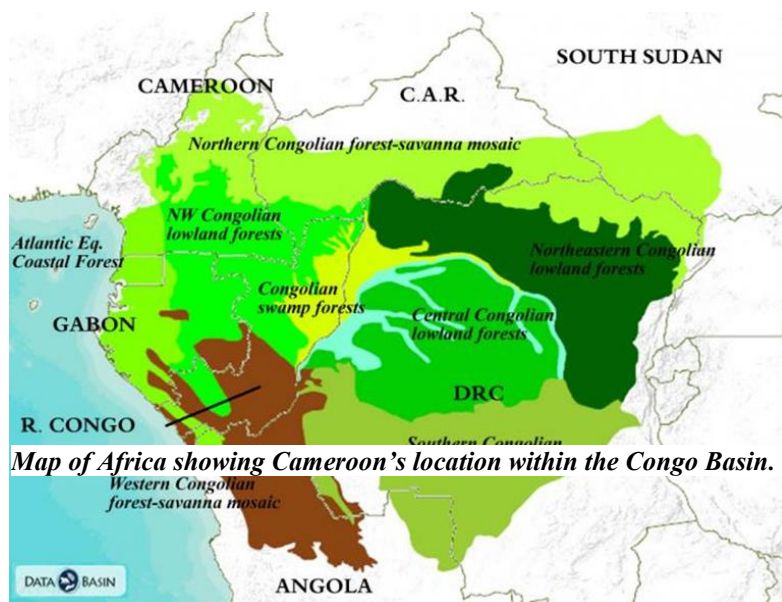 SOUTH SUDAN
CAMEROON
C.A.R.
Northern Congolian forest-savanna mosaic
NW Congolian
lowland forests
Atlantic Eq.
Coastal Forest
Northeastern Congolian
lowland forests
Congolian
swamp forests
Central Congolian
lowland forests
GABON
DRC
R. CONGO
Southern Congolian
Map of Africa showing Cameroon's location within the Congo Basin.
Western Congolian
forest-savanna mosaic
DATA BASIN
ANGOLA